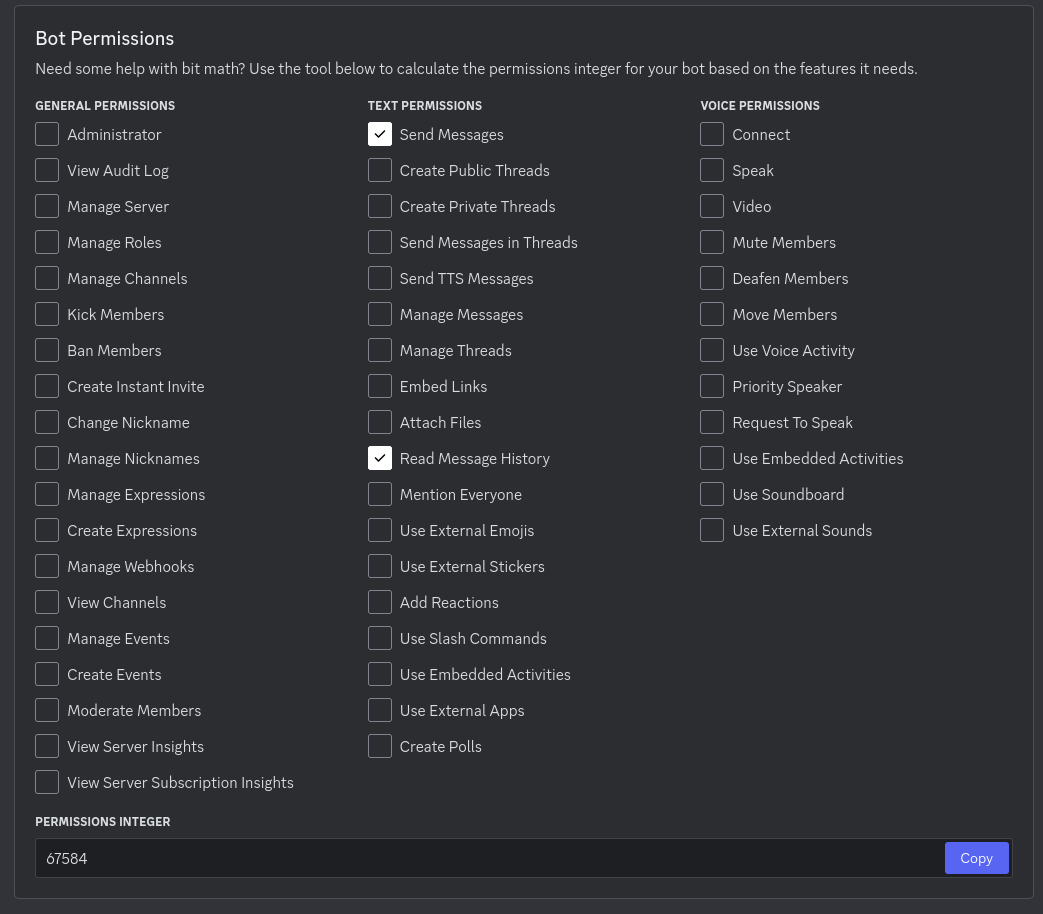 Bot Permissions
Need some help with bit math? Use the tool below to calculate the permissions integer for your bot based on the features it needs.
GENERAL PERMISSIONS
Administrator
View Audit Log
Manage Server
Manage Roles
Manage Channels
Kick Members
Ban Members
Create Instant Invite
Change Nickname
Manage Nicknames
Manage Expressions
Create Expressions
Manage Webhooks
View Channels
Manage Events
Create Events
Moderate Members
View Server Insights
View Server Subscription Insights
TEXT PERMISSIONS
Send Messages
Create Public Threads
Create Private Threads
Send Messages in Threads
Send TTS Messages
Manage Messages
Manage Threads
Embed Links
Attach Files
Read Message History
Mention Everyone
Use External Emojis
Use External Stickers
Add Reactions
Use Slash Commands
Use Embedded Activities
Use External Apps
Create Polls
VOICE PERMISSIONS
Connect
Speak
Video
Mute Members
Deafen Members
Move Members
Use Voice Activity
Priority Speaker
Request To Speak
Use Embedded Activities
Use Soundboard
Use External Sounds
PERMISSIONS INTEGER
67584
Copy